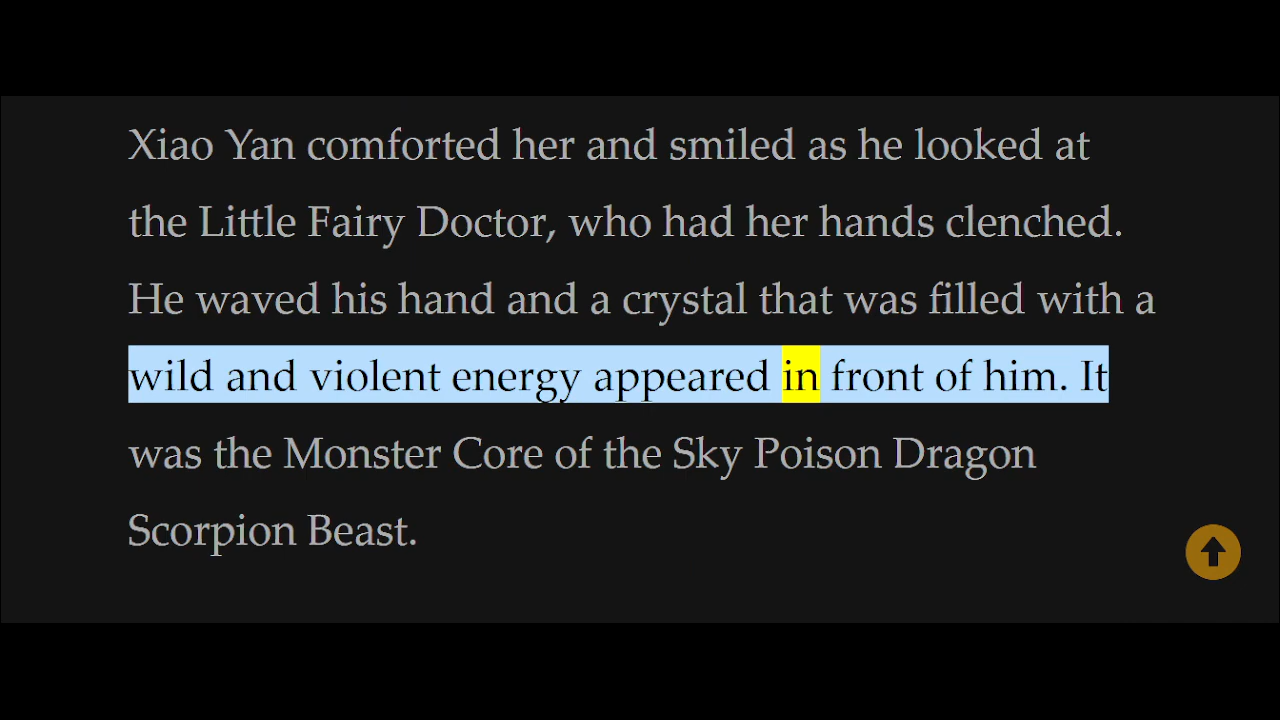 Xiao Yan comforted her and smiled as he looked at
the Little Fairy Doctor, who had her hands clenched.
He waved his hand and a crystal that was filled with a
wild and violent energy appeared in front of him. It
was the Monster Core of the Sky Poison Dragon
Scorpion Beast.